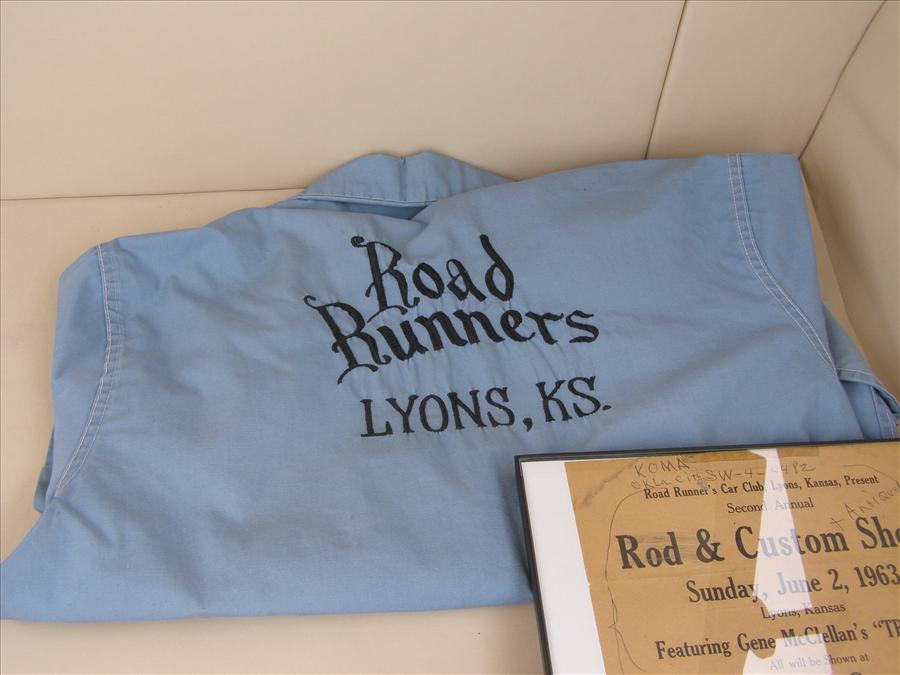 Road
Runners
LYONS, KS.
KOMA
Okla. City SW-4-4492
Road Runner's Car Club, Lyons, Kansas, Present
Second Annual
+ Antique
Rod & Custom Sho
Sunday, June 2, 1963
Lyons, Kansas
Featuring Gene McClellan's "TR
All will be Shown at